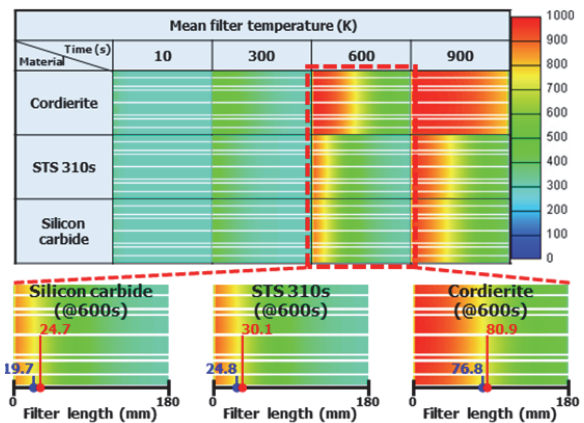 Mean filter temperature (K)
Time (s)
Material
10 300 600 900
Cordierite
STS 310s
Silicon
carbide
1000
900
800
700
600
500
400
300
200
100
0
Silicon carbide
(@600s)
24.7
19.7
0 180
Filter length (mm)
STS 310s
(@600s)
30.1
24.8
0 180
Filter length (mm)
Cordierite
(@600s)
80.9
76.8
0 180
Filter length (mm)